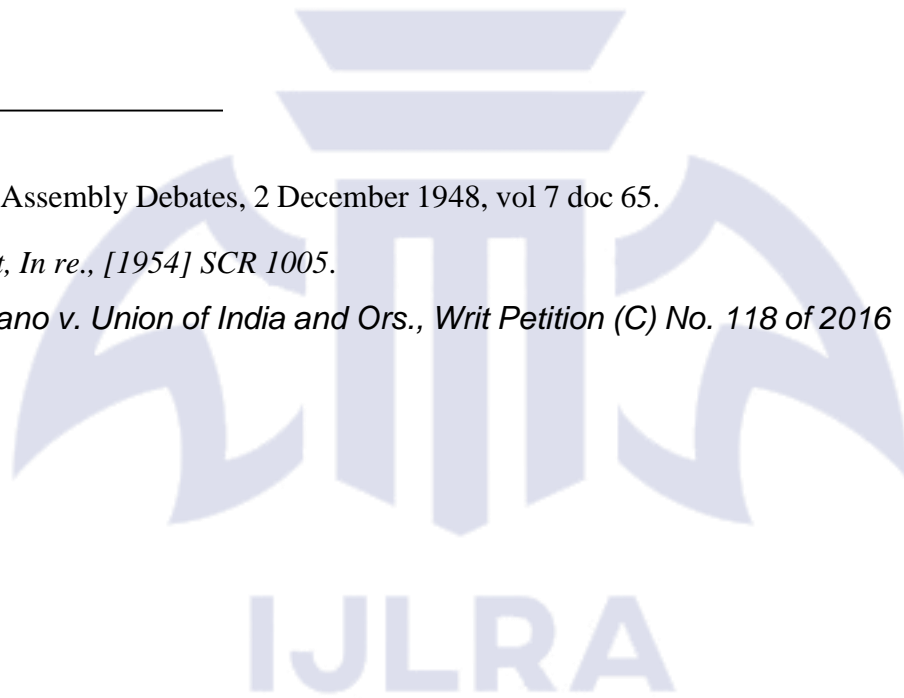 Assembly Debates, 2 December 1948, vol 7 doc 65.
t, In re., [1954] SCR 1005.
ano v. Union of India and Ors., Writ Petition (C) No. 118 of 2016
IJLRA